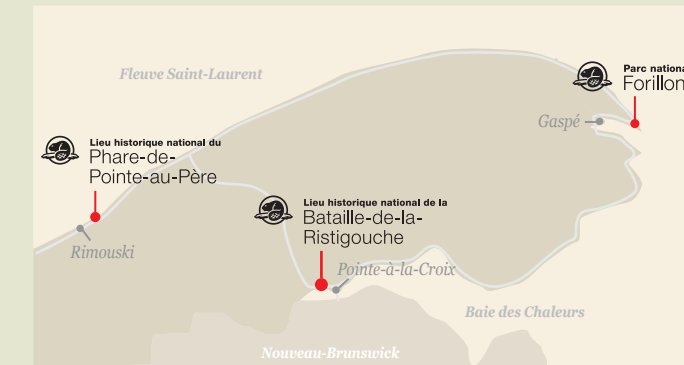 Fleuve Saint-Laurent
Parc nationa
Forillon
Gaspé
Lieu historique national du
Phare-de-
Pointe-au-Père
Lieu historique national de la
Bataille-de-la-
Ristigouche
Rimouski
Pointe-à-la-Croix
Baie des Chaleurs
Nouveau-Brunswick